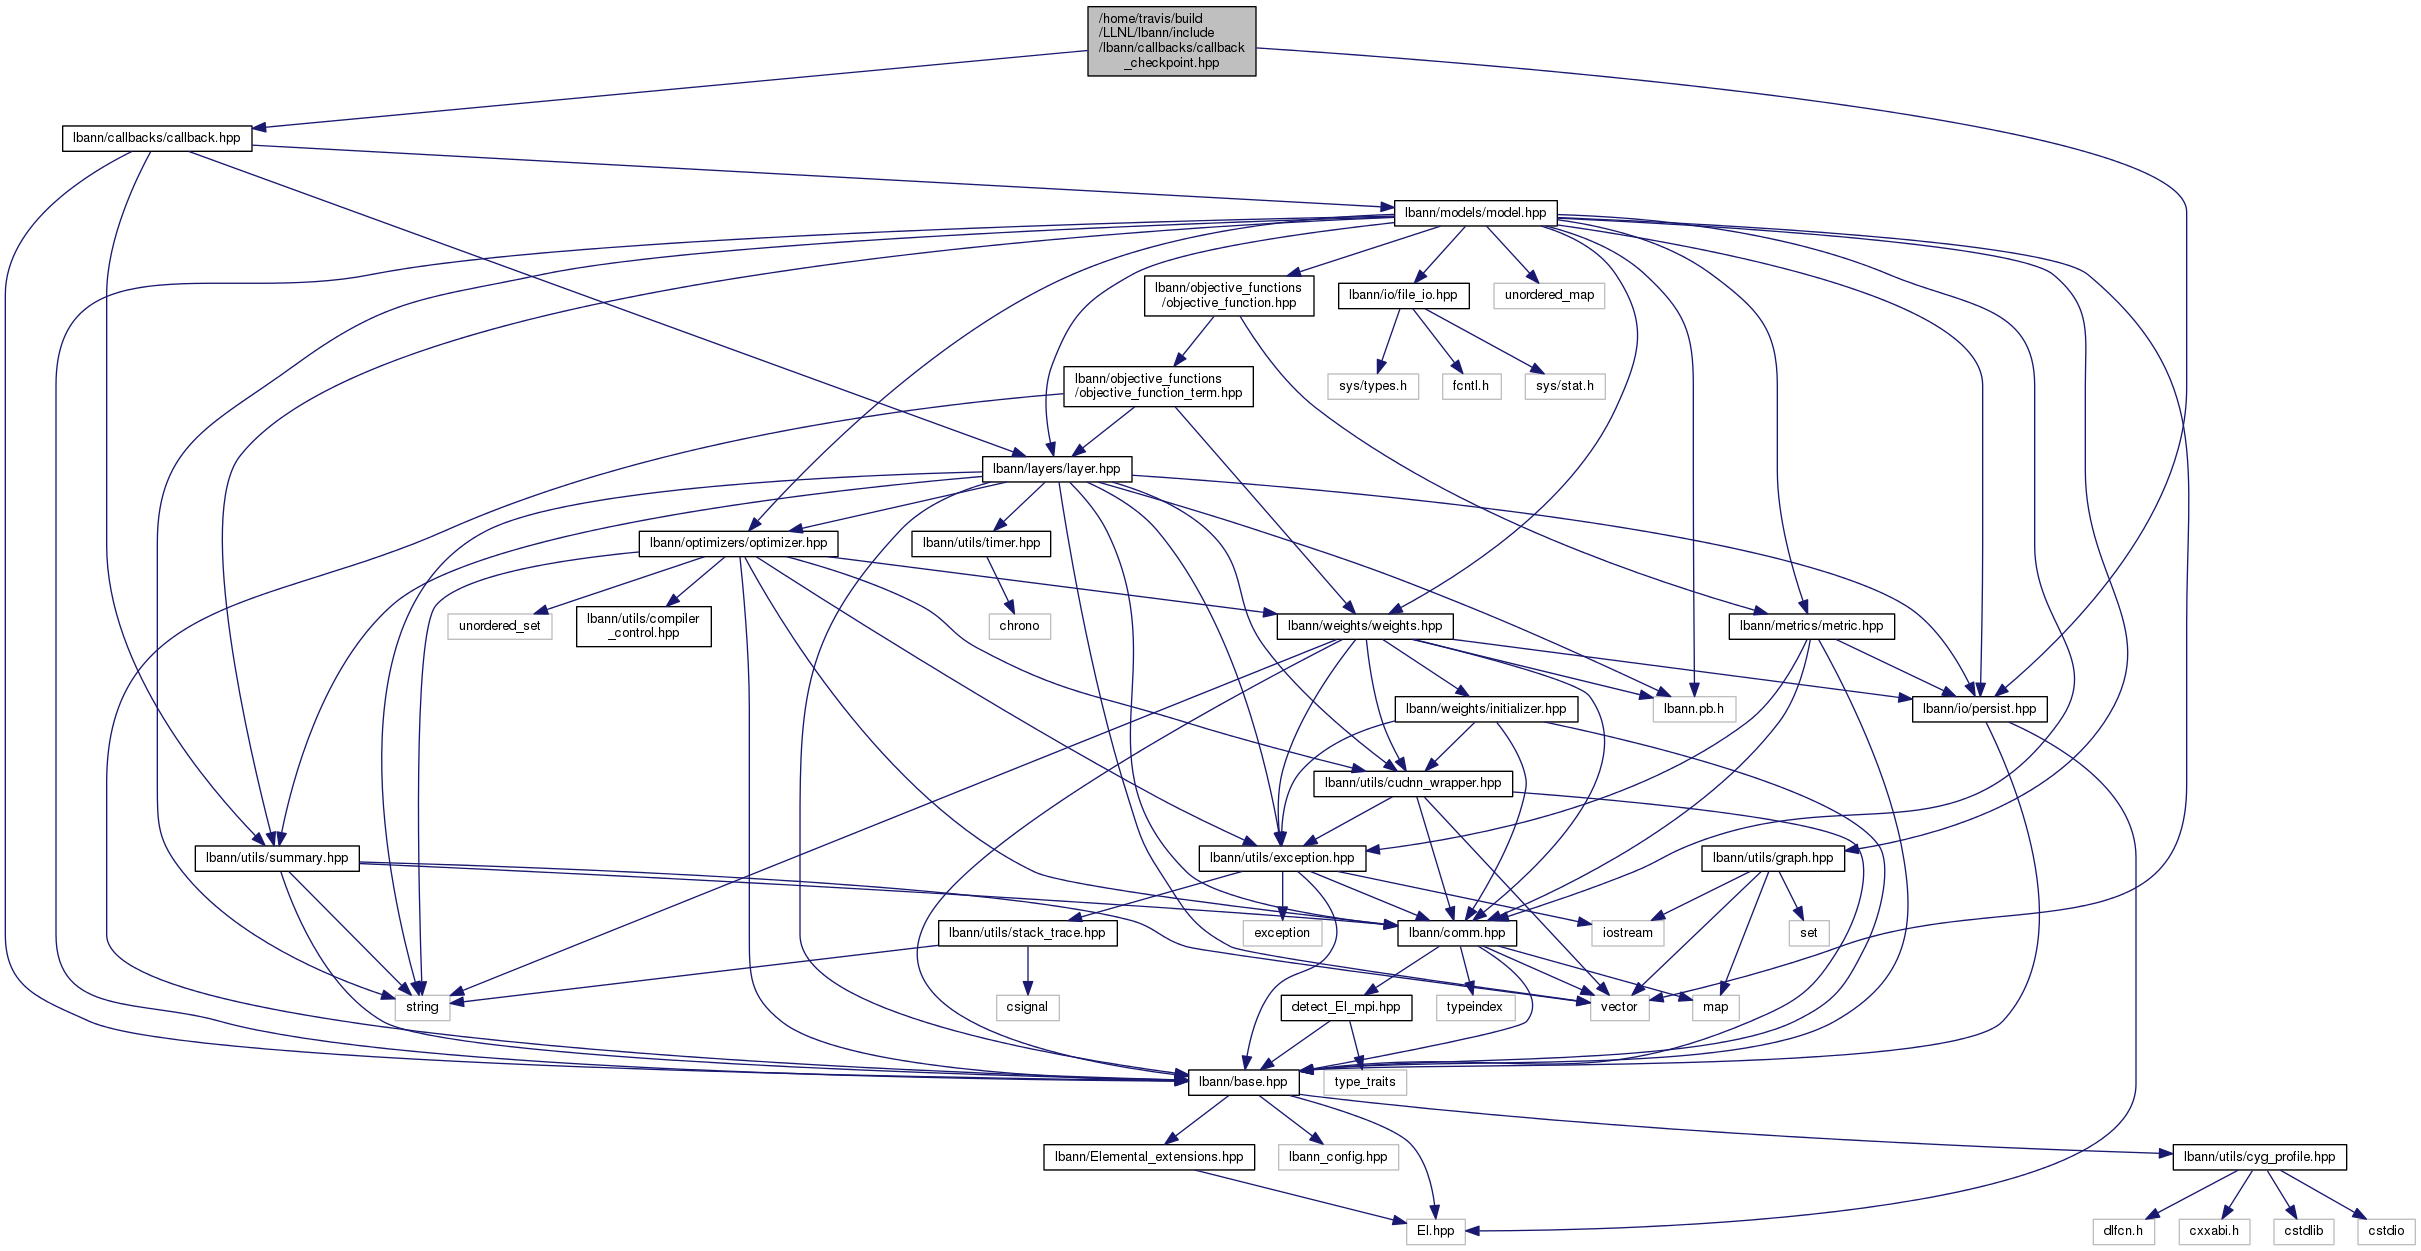 /home/travis/build
/LLNL/lbann/include
/lbann/callbacks/callback
_checkpoint.hpp
lbann/callbacks/callback.hpp
lbann/models/model.hpp
lbann/objective_functions
/objective_function.hpp
lbann/io/file_io.hpp
unordered_map
lbann/objective_functions
/objective_function_term.hpp
sys/types.h
fcntl.h
sys/stat.h
lbann/layers/layer.hpp
lbann/optimizers/optimizer.hpp
lbann/utils/timer.hpp
unordered_set
lbann/utils/compiler
_control.hpp
chrono
lbann/weights/weights.hpp
lbann/metrics/metric.hpp
lbann/weights/initializer.hpp
lbann.pb.h
lbann/io/persist.hpp
lbann/utils/cudnn_wrapper.hpp
lbann/utils/summary.hpp
lbann/utils/exception.hpp
lbann/utils/graph.hpp
lbann/utils/stack_trace.hpp
exception
lbann/comm.hpp
iostream
set
string
csignal
detect_El_mpi.hpp
typeindex
vector
map
lbann/base.hpp
type_traits
lbann/Elemental_extensions.hpp
lbann_config.hpp
lbann/utils/cyg_profile.hpp
El.hpp
dlfcn.h
cxxabi.h
cstdlib
cstdio